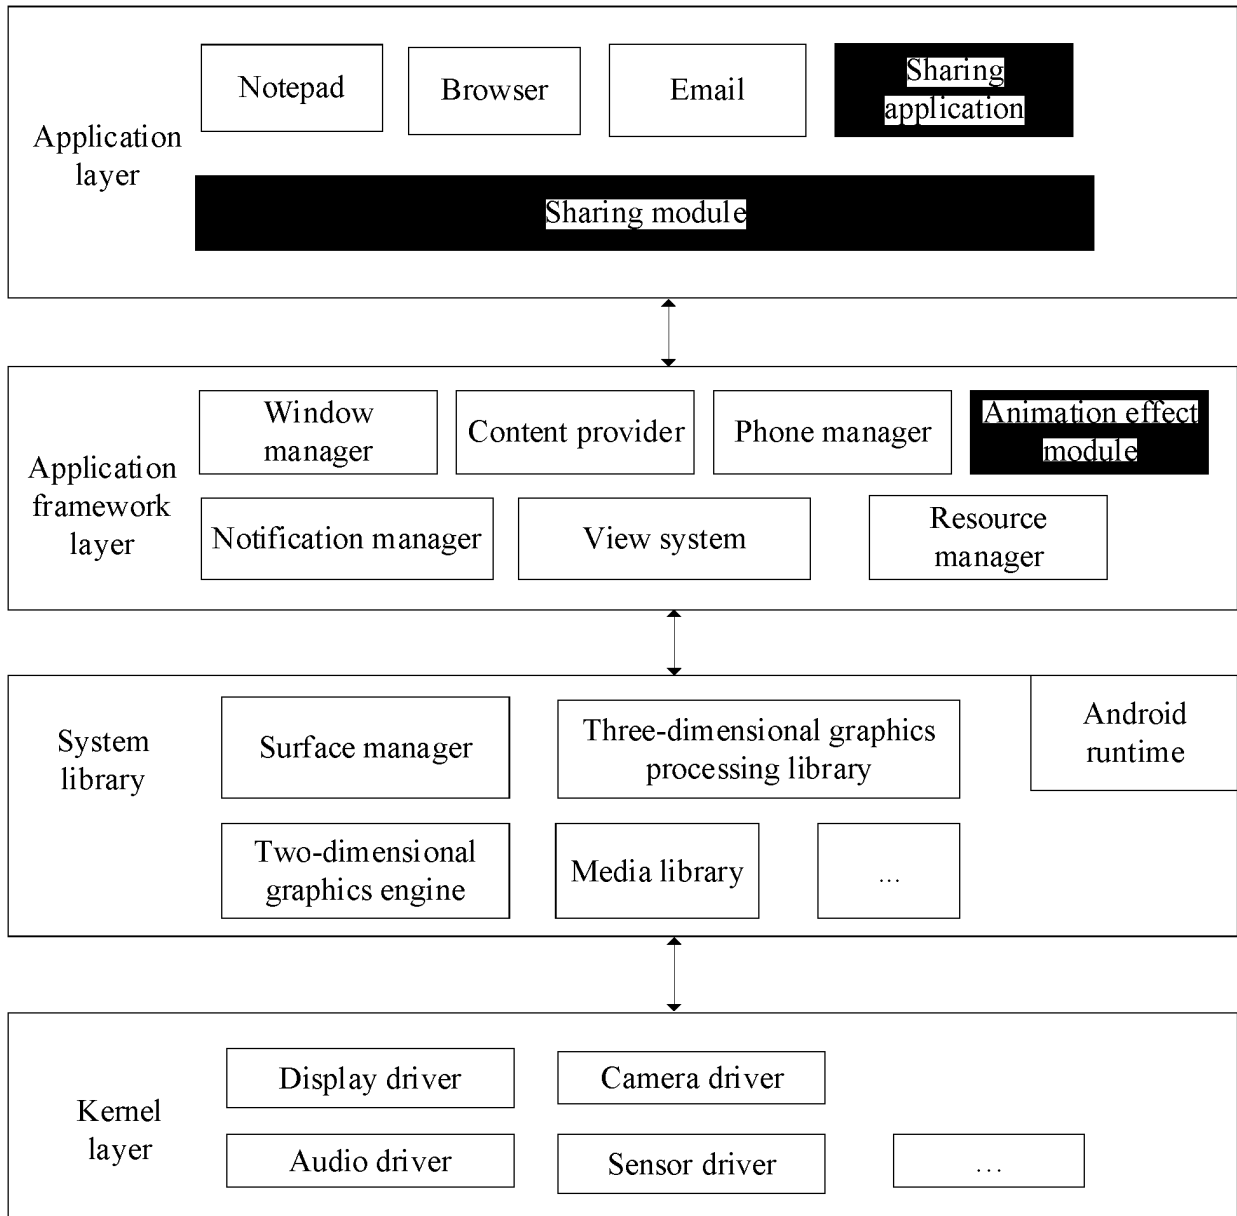 Notepad
Browser
Email
Sharing
application
Application
layer
Sharing module
Window
manager
Content provider
Phone manager
Animation effect
module
Application
framework
layer
Notification manager
View system
Resource
manager
System
library
Surface manager
Three-dimensional graphics
processing library
Android
runtime
Two-dimensional
graphics engine
Media library
...
Kernel
layer
Display driver
Camera driver
Audio driver
Sensor driver
...